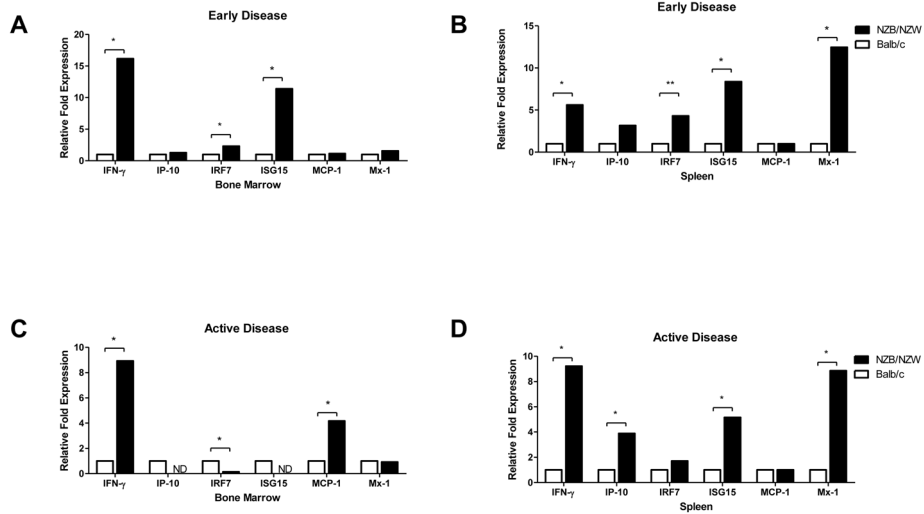 A
Early Disease
Relative Fold Expression
20
15
10
5
0
*
*
*
IFN-γ IP-10 IRF7 ISG15 MCP-1 Mx-1
Bone Marrow
B
Early Disease
Relative Fold Expression
15
10
5
0
*
**
*
*
IFN-γ IP-10 IRF7 ISG15 MCP-1 Mx-1
Spleen
NZB/NZW
Balb/c
C
Active Disease
Relative Fold Expression
10
8
6
4
2
0
*
ND
*
ND
*
IFN-γ IP-10 IRF7 ISG15 MCP-1 Mx-1
Bone Marrow
D
Active Disease
Relative Fold Expression
10
8
6
4
2
0
*
*
*
*
IFN-γ IP-10 IRF7 ISG15 MCP-1 Mx-1
Spleen
NZB/NZW
Balb/c